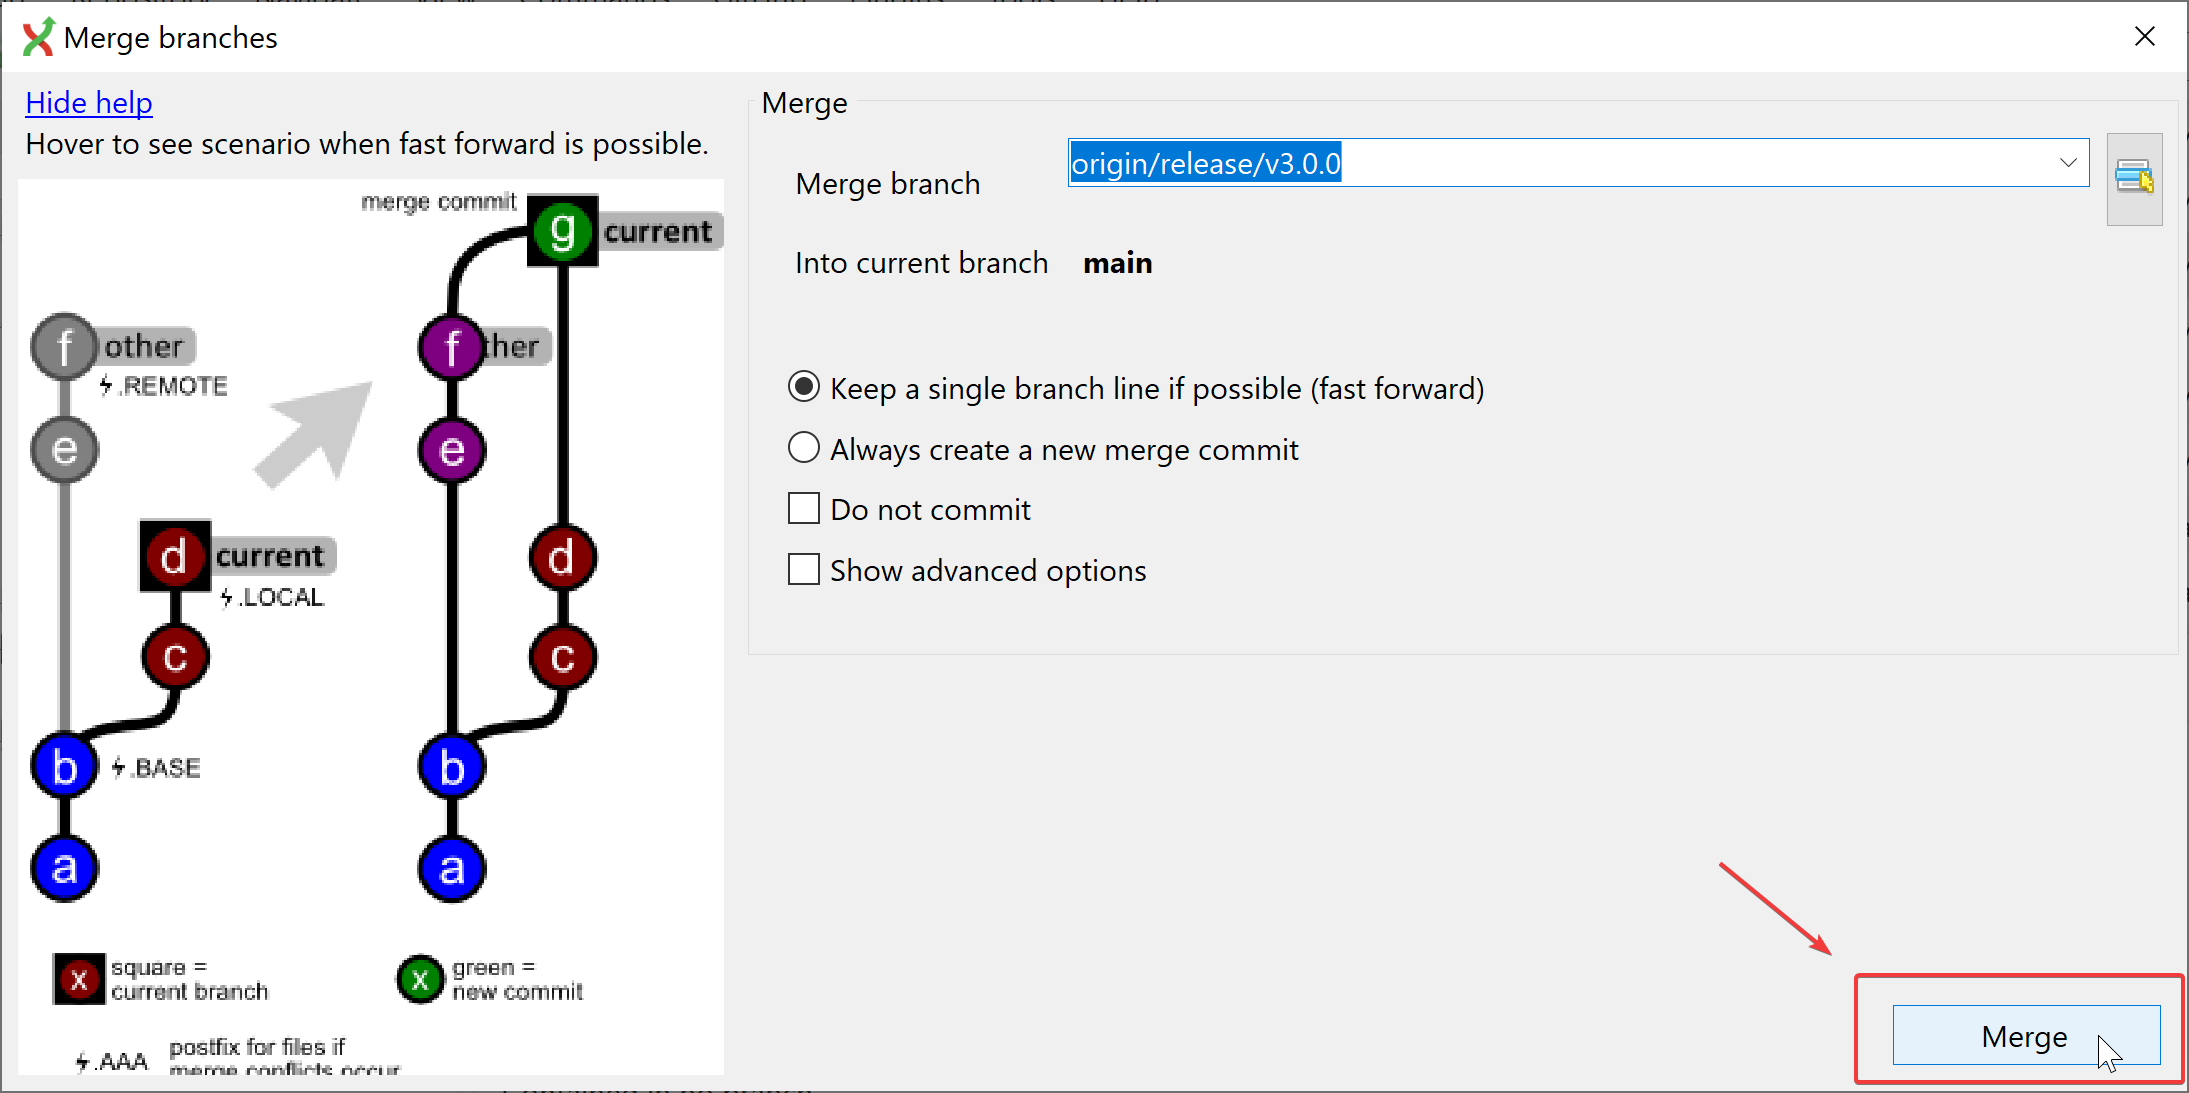 Merge branches
Hide help
Hover to see scenario when fast forward is possible.
merge commit
g
current
f
other
.REMOTE
f
ther
e
e
d
current
.LOCAL
d
c
c
b
.BASE
b
a
a
x
square =
current branch
x
green =
new commit
.AAA
postfix for files if
merge conflicts occur
Merge
Merge branch
origin/release/v3.0.0
Into current branch
main
Keep a single branch line if possible (fast forward)
Always create a new merge commit
Do not commit
Show advanced options
Merge